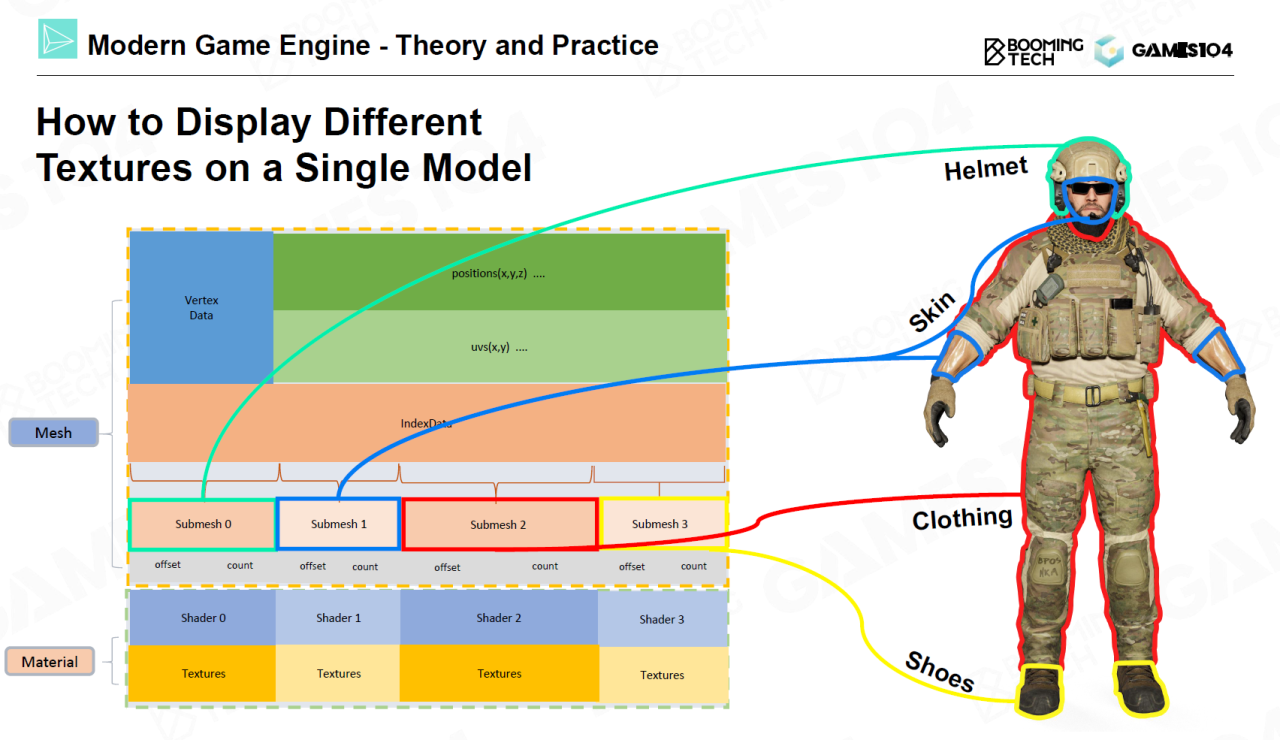 Modern Game Engine - Theory and Practice
BOOMING
TECH
GAMES104
How to Display Different
Textures on a Single Model
Helmet
Skin
Clothing
Shoes
Mesh
Vertex
Data
positions(x,y,z) ....
uvs(x,y) ....
IndexData
Submesh 0
Submesh 1
Submesh 2
Submesh 3
offset
count
offset
count
offset
count
offset
count
Material
Shader 0
Shader 1
Shader 2
Shader 3
Textures
Textures
Textures
Textures